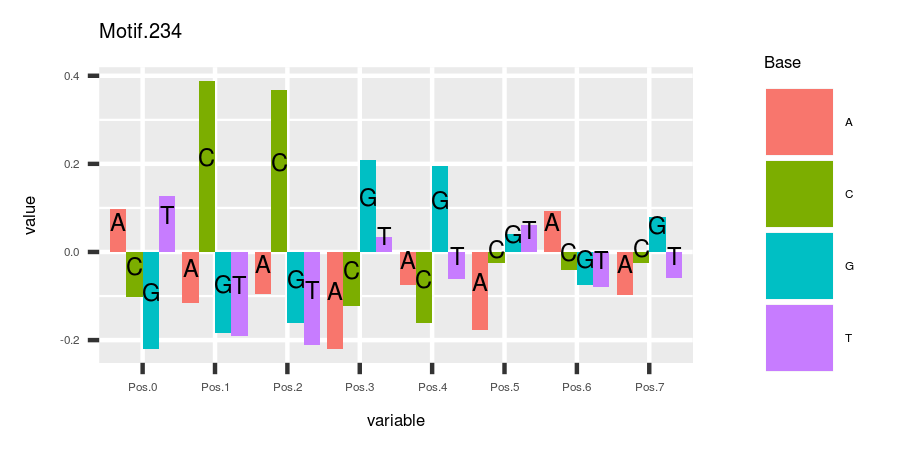 Motif.234
Base
0.4
0.2
0.0
-0.2
value
A C G T A C G T A C G T A C G T A C G T A C G T A C G T A C G T
Pos.0 Pos.1 Pos.2 Pos.3 Pos.4 Pos.5 Pos.6 Pos.7
variable
A
C
G
T